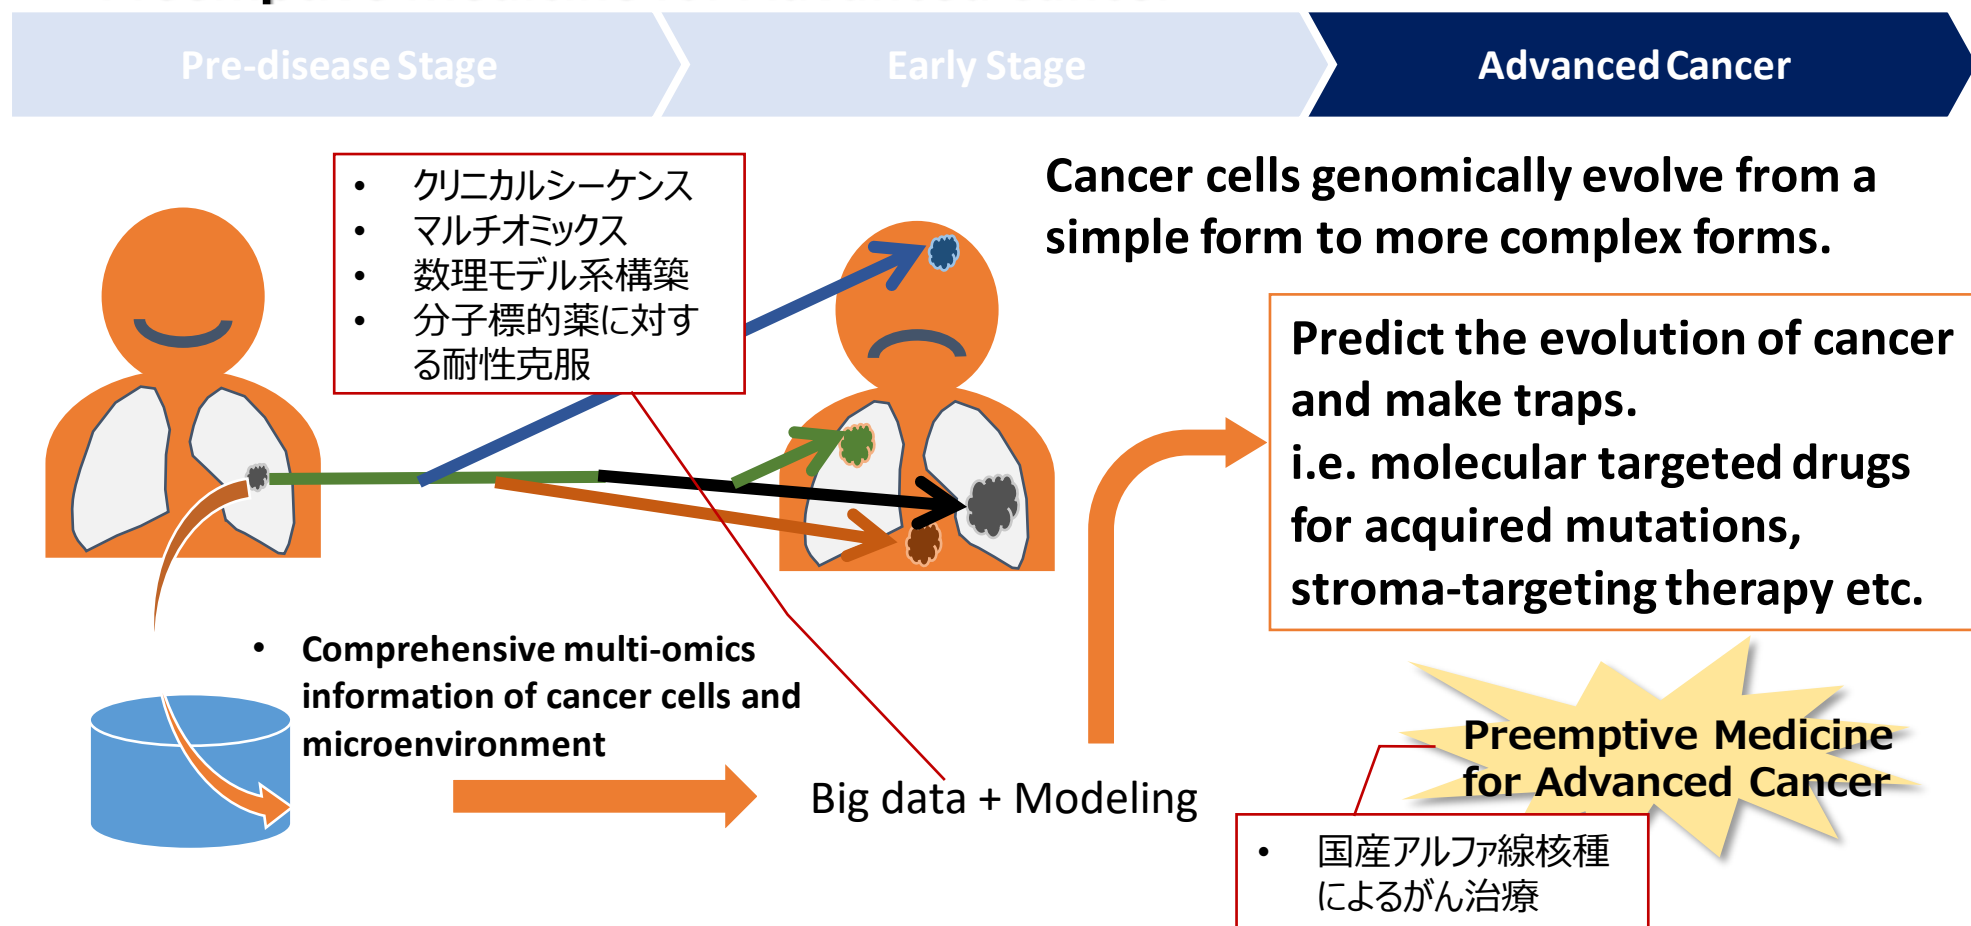 Pre-disease Stage
Early Stage
Advanced Cancer
• クリニカルシーケンス
• マルチオミックス
• 数理モデル系構築
• 分子標的薬に対す
る耐性克服
Cancer cells genomically evolve from a
simple form to more complex forms.
Predict the evolution of cancer
and make traps.
i.e. molecular targeted drugs
for acquired mutations,
stroma-targeting therapy etc.
• Comprehensive multi-omics
information of cancer cells and
microenvironment
Big data + Modeling
Preemptive Medicine
for Advanced Cancer
• 国産アルファ線核種
によるがん治療